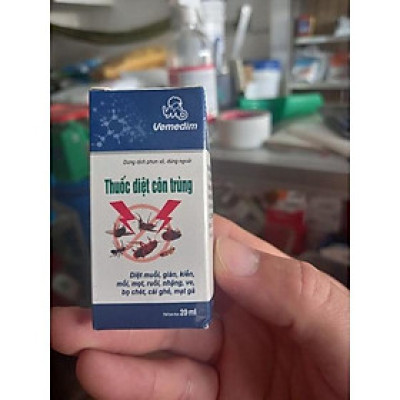 Vemedim
Dung dịch phun xịt, dùng ngoài
Thuốc diệt côn trùng
Diệt muỗi, gián, kiến,
mối, mọt, ruồi, nhặng, ve,
bọ chét, cái ghẻ, mạt gà
20 ml